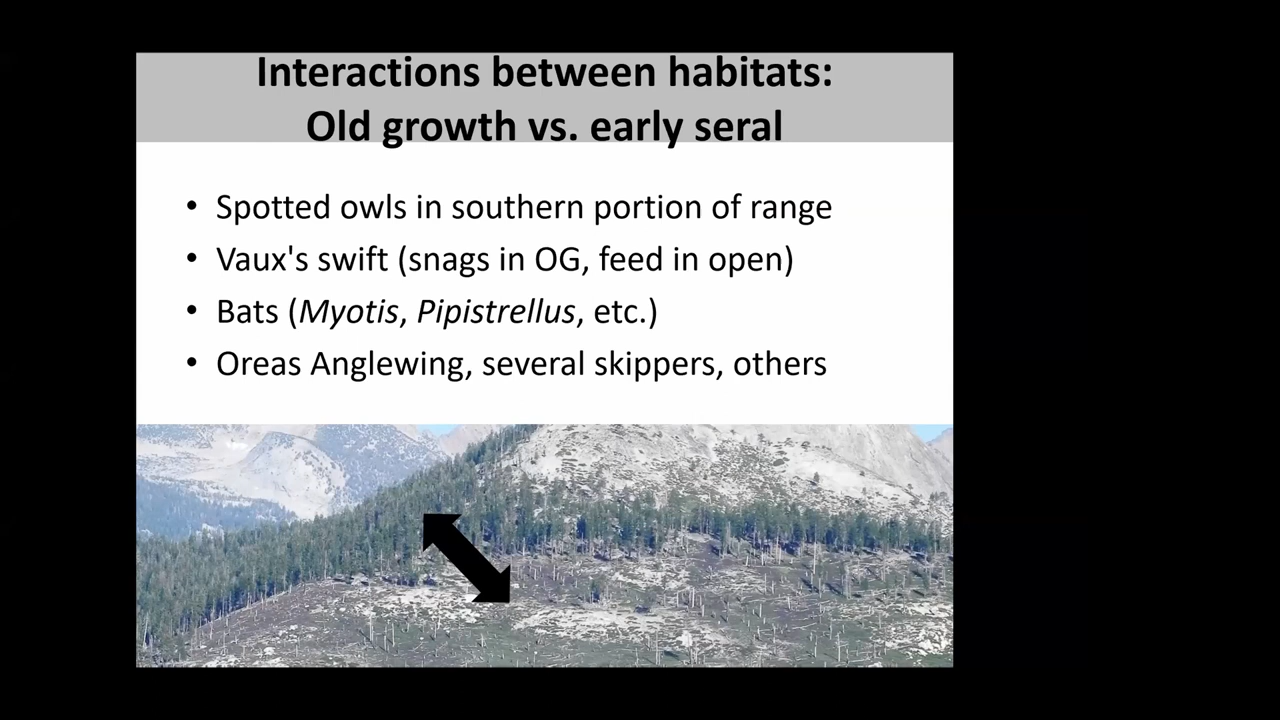 Interactions between habitats:
Old growth vs. early seral
• Spotted owls in southern portion of range
• Vaux's swift (snags in OG, feed in open)
• Bats (Myotis, Pipistrellus, etc.)
• Oreas Anglewing, several skippers, others